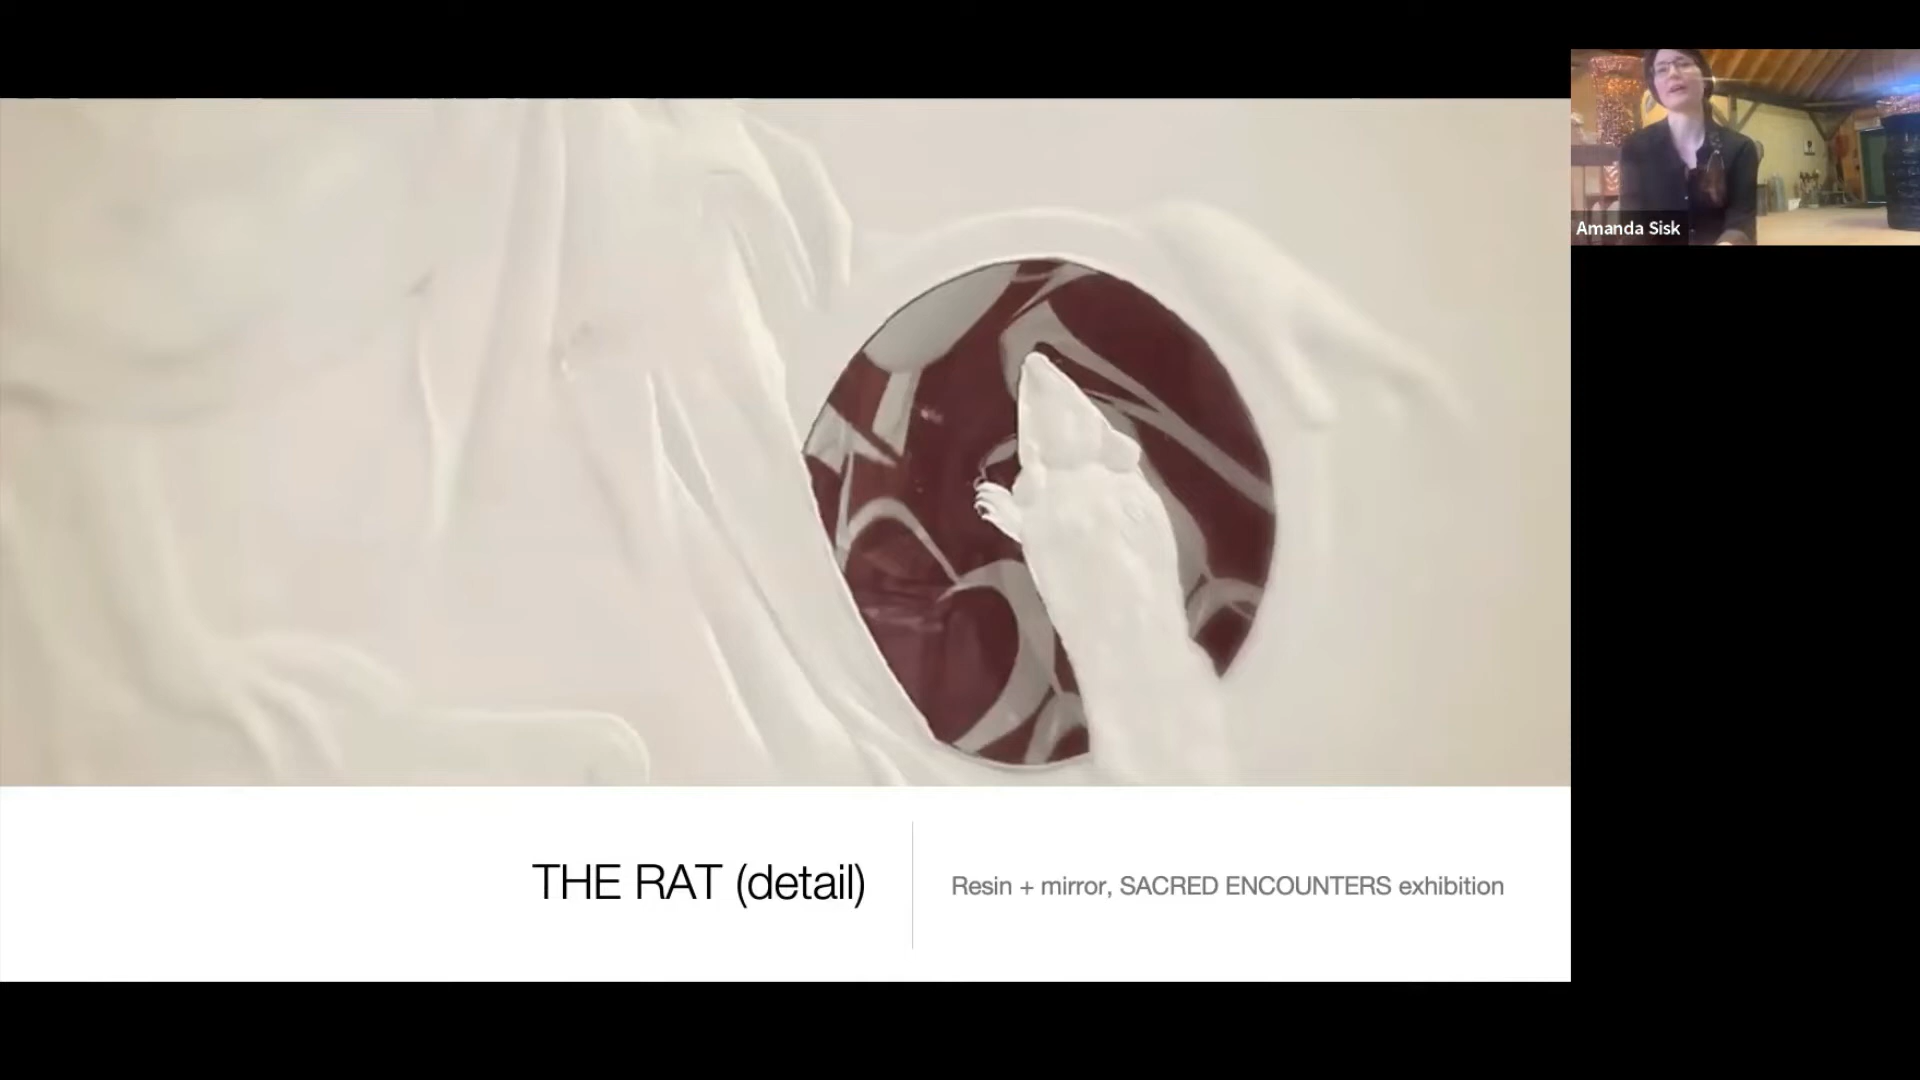 Amanda Sisk
THE RAT (detail)
Resin + mirror, SACRED ENCOUNTERS exhibition